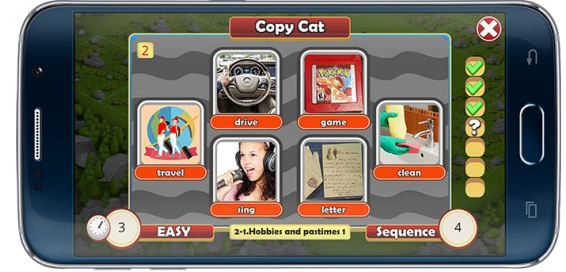 Copy Cat
2
drive
game
travel
clean
sing
letter
?
3
EASY
2-1.Hobbies and pastimes 1
Sequence
4
POKéMON